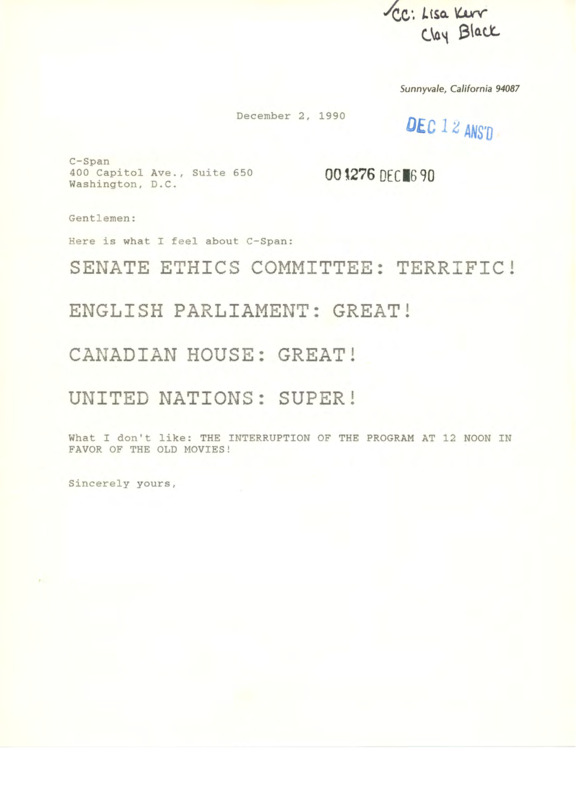 ✓CC: Lisa Kerr
Clay Black
Sunnyvale, California 94087
December 2, 1990
DEC 12 ANS'D
C-Span
400 Capitol Ave., Suite 650
Washington, D.C.
001276 DEC 6 90
Gentlemen:
Here is what I feel about C-Span:
SENATE ETHICS COMMITTEE: TERRIFIC!
ENGLISH PARLIAMENT: GREAT!
CANADIAN HOUSE: GREAT!
UNITED NATIONS: SUPER!
What I don't like: THE INTERRUPTION OF THE PROGRAM AT 12 NOON IN
FAVOR OF THE OLD MOVIES!
Sincerely yours,